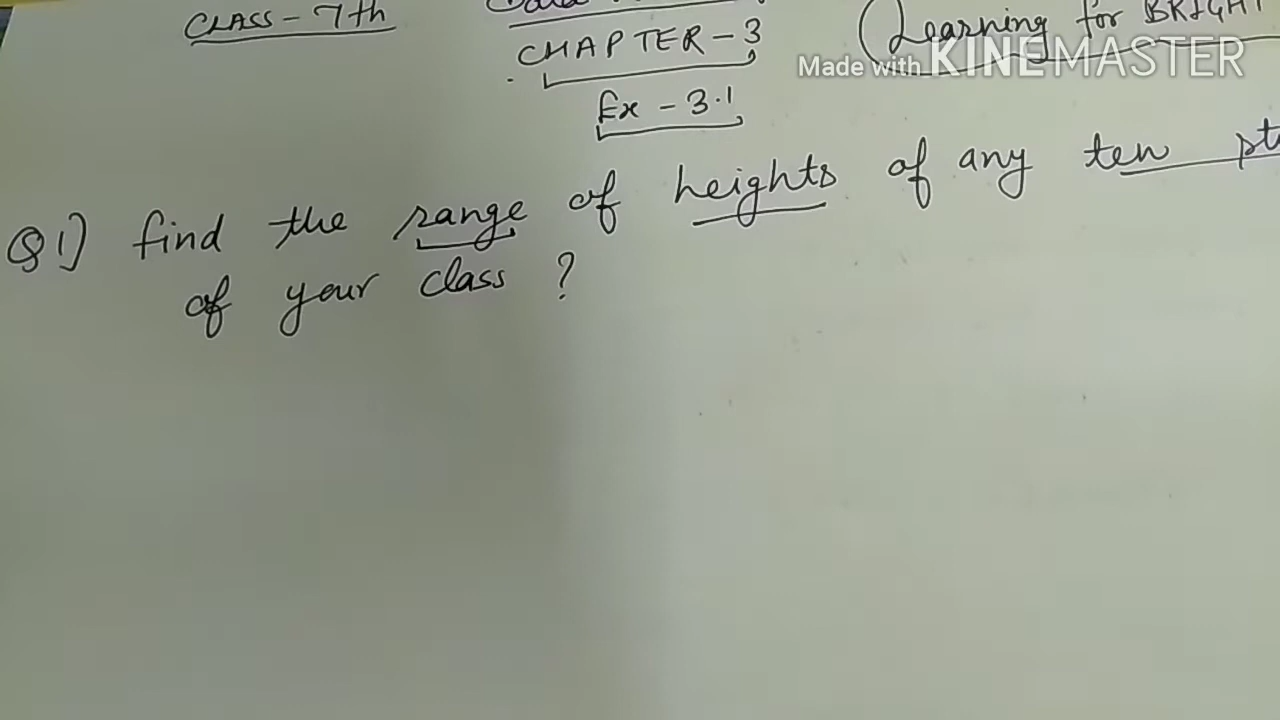 CLASS - 7th
CHAPTER - 3
(Learning for BRIGHT
Made with KINEMASTER
Ex - 3.1
Q1) find the range of heights of any ten
of your class ?